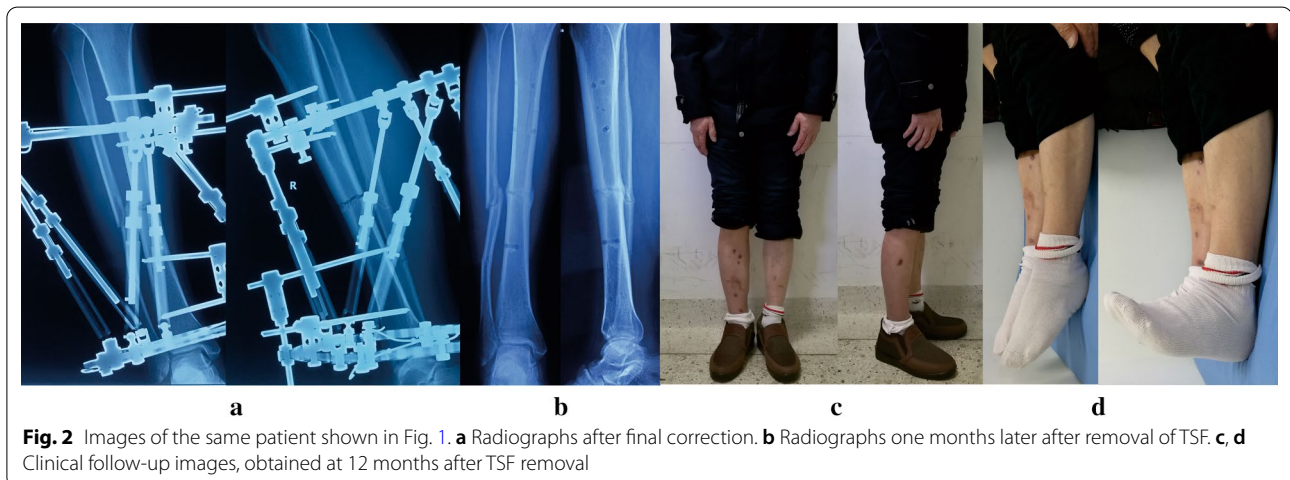 R
a b c d
Fig. 2 Images of the same patient shown in Fig. 1. a Radiographs after final correction. b Radiographs one months later after removal of TSF. c, d
Clinical follow-up images, obtained at 12 months after TSF removal